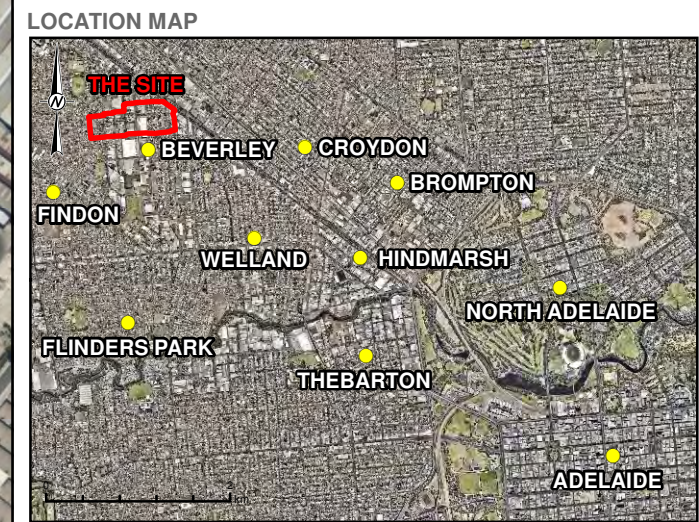 LOCATION MAP
N
THE SITE
BEVERLEY
CROYDON
BROMPTON
FINDON
WELLAND
HINDMARSH
NORTH ADELAIDE
FLINDERS PARK
THEBARTON
ADELAIDE